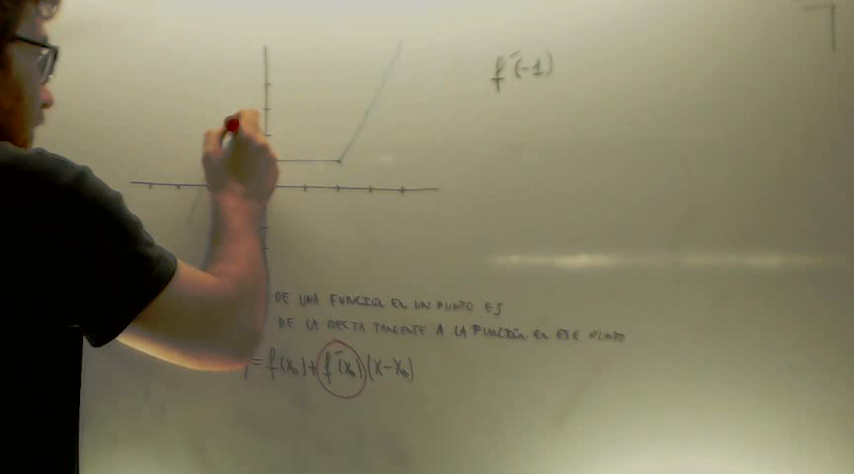 f'(-1)
DE UNA FUNCIÓN EN UN PUNTO ES
DE LA RECTA TANGENTE A LA FUNCIÓN EN ESE PUNTO
= f(x₀) + f'(x₀) (x - x₀)